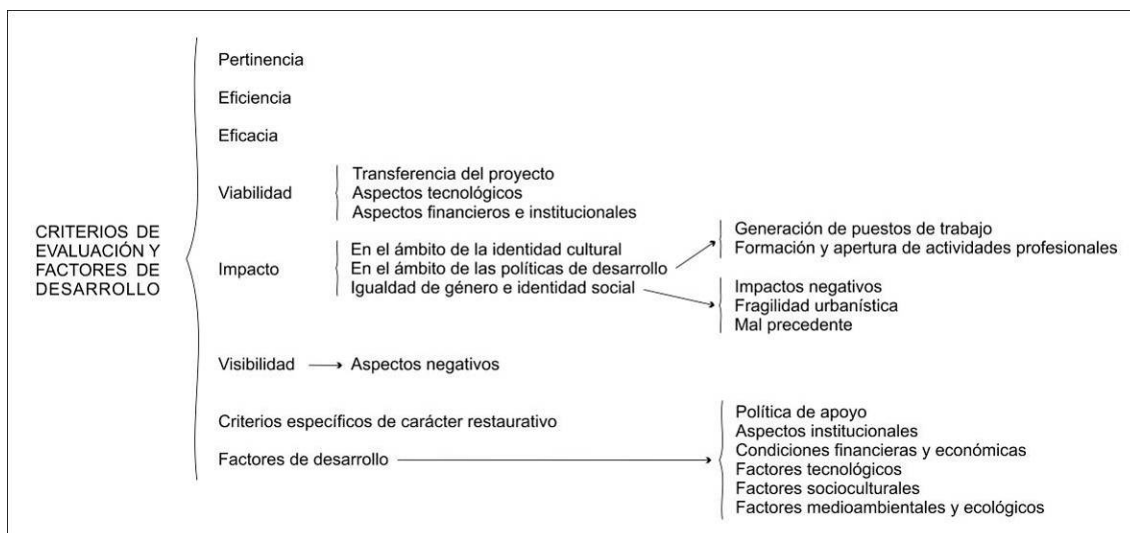 CRITERIOS DE
EVALUACIÓN Y
FACTORES DE
DESARROLLO
Pertinencia
Eficiencia
Eficacia
Viabilidad
Transferencia del proyecto
Aspectos tecnológicos
Aspectos financieros e institucionales
Impacto
En el ámbito de la identidad cultural
En el ámbito de las políticas de desarrollo
Igualdad de género e identidad social
Generación de puestos de trabajo
Formación y apertura de actividades profesionales
Impactos negativos
Fragilidad urbanística
Mal precedente
Visibilidad
Aspectos negativos
Criterios específicos de carácter restaurativo
Factores de desarrollo
Política de apoyo
Aspectos institucionales
Condiciones financieras y económicas
Factores tecnológicos
Factores socioculturales
Factores medioambientales y ecológicos